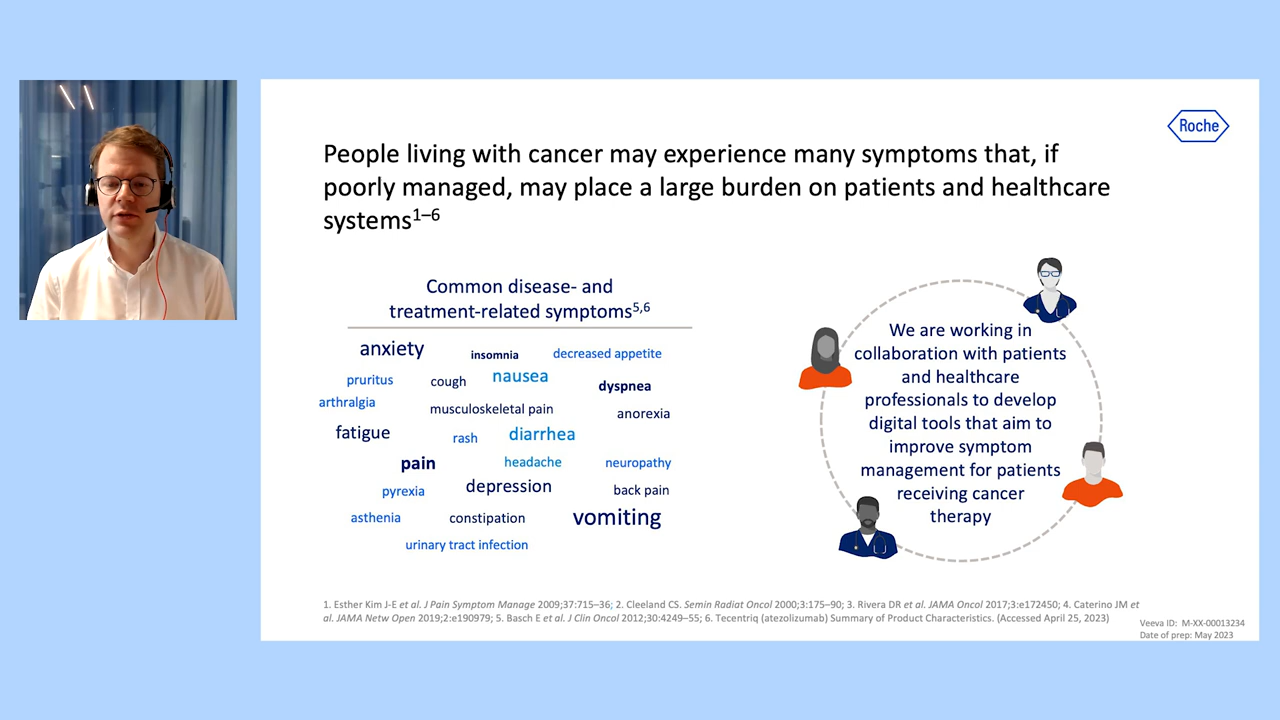 Roche
People living with cancer may experience many symptoms that, if
poorly managed, may place a large burden on patients and healthcare
systems1–6
Common disease- and
treatment-related symptoms5,6
anxiety insomnia decreased appetite
pruritus cough nausea dyspnea
arthralgia musculoskeletal pain anorexia
fatigue rash diarrhea
pain headache neuropathy
pyrexia depression back pain
asthenia constipation vomiting
urinary tract infection
We are working in
collaboration with patients
and healthcare
professionals to develop
digital tools that aim to
improve symptom
management for patients
receiving cancer
therapy
1. Esther Kim J-E et al. J Pain Symptom Manage 2009;37:715–36; 2. Cleeland CS. Semin Radiat Oncol 2000;3:175–90; 3. Rivera DR et al. JAMA Oncol 2017;3:e172450; 4. Caterino JM et
al. JAMA Netw Open 2019;2:e190979; 5. Basch E et al. J Clin Oncol 2012;30:4249–55; 6. Tecentriq (atezolizumab) Summary of Product Characteristics. (Accessed April 25, 2023)
Veeva ID: M-XX-00013234
Date of prep: May 2023